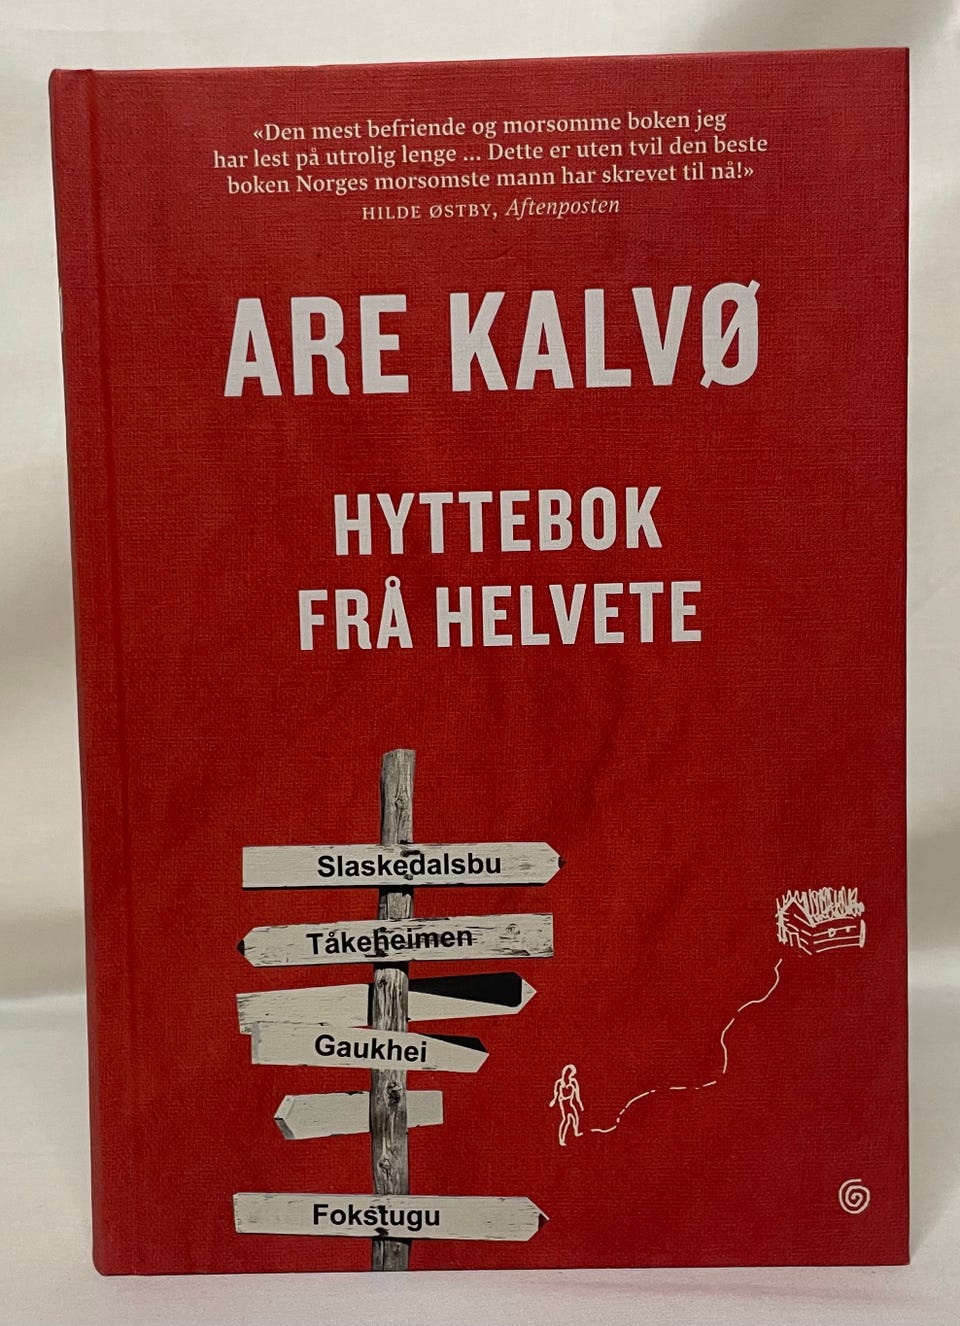 «Den mest befriende og morsomme boken jeg
har lest på utrolig lenge ... Dette er uten tvil den beste
boken Norges morsomste mann har skrevet til nå!»
HILDE ØSTBY, Aftenposten
ARE KALVØ
HYTTEBOK
FRÅ HELVETE
Slaskedalsbu
Tåkeheimen
Gaukhei
Fokstugu